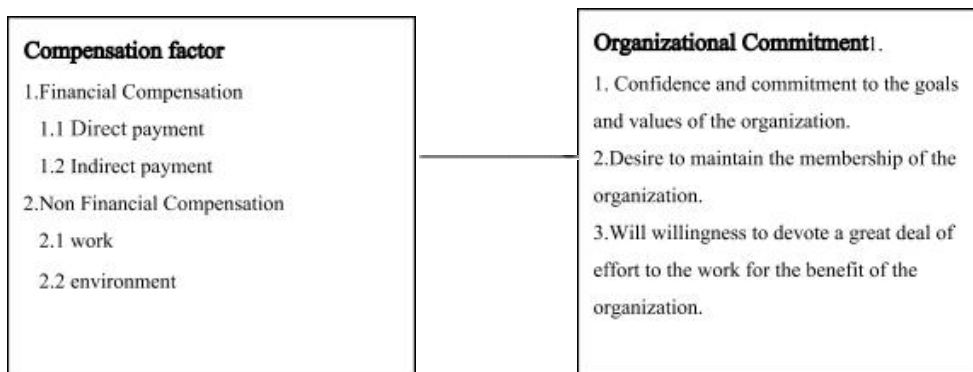 Compensation factor
1.Financial Compensation
1.1 Direct payment
1.2 Indirect payment
2.Non Financial Compensation
2.1 work
2.2 environment
Organizational Commitment1.
1. Confidence and commitment to the goals
and values of the organization.
2.Desire to maintain the membership of the
organization.
3.Will willingness to devote a great deal of
effort to the work for the benefit of the
organization.